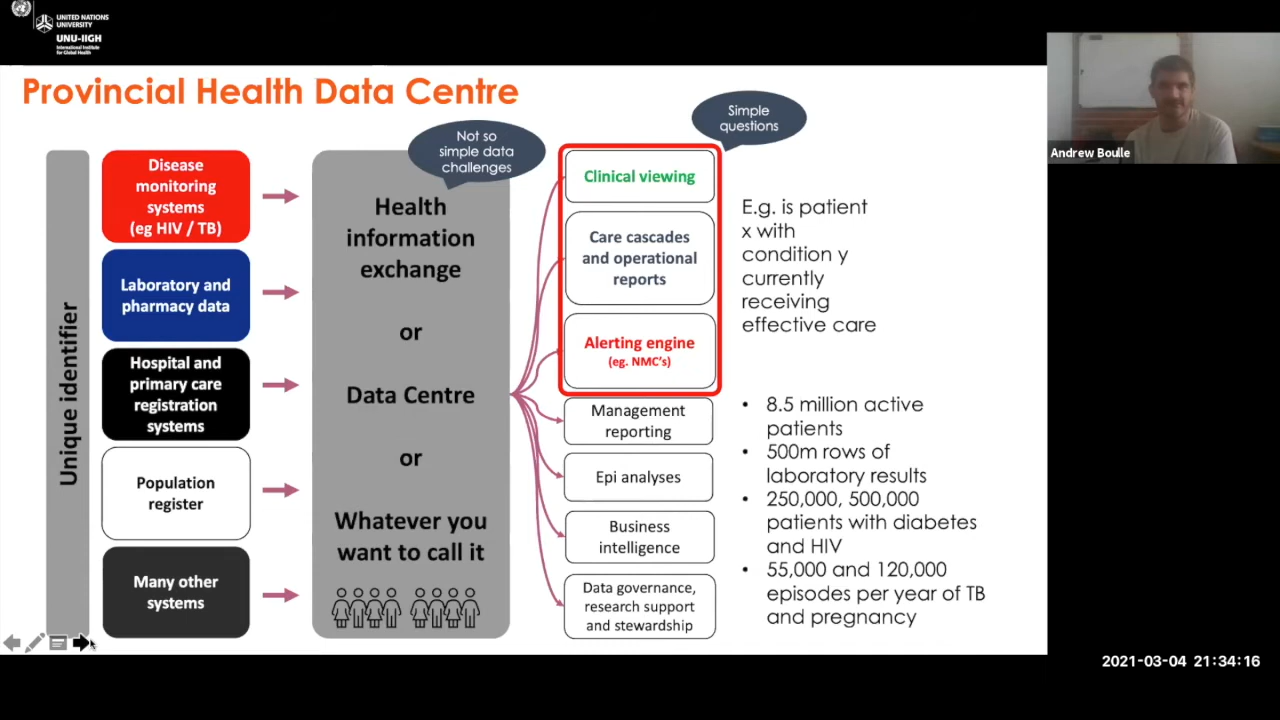 UNITED NATIONS
UNIVERSITY
UNU-IIGH
International Institute
for Global Health
Provincial Health Data Centre
Andrew Boulle
Unique identifier
Disease
monitoring
systems
(eg HIV / TB)
Laboratory and
pharmacy data
Hospital and
primary care
registration
systems
Population
register
Many other
systems
Not so
simple data
challenges
Health
information
exchange
or
Data Centre
or
Whatever you
want to call it
Simple
questions
Clinical viewing
Care cascades
and operational
reports
Alerting engine
(eg. NMC's)
Management
reporting
Epi analyses
Business
intelligence
Data governance,
research support
and stewardship
E.g. is patient
x with
condition y
currently
receiving
effective care
• 8.5 million active
patients
• 500m rows of
laboratory results
• 250,000, 500,000
patients with diabetes
and HIV
• 55,000 and 120,000
episodes per year of TB
and pregnancy
2021-03-04 21:34:16